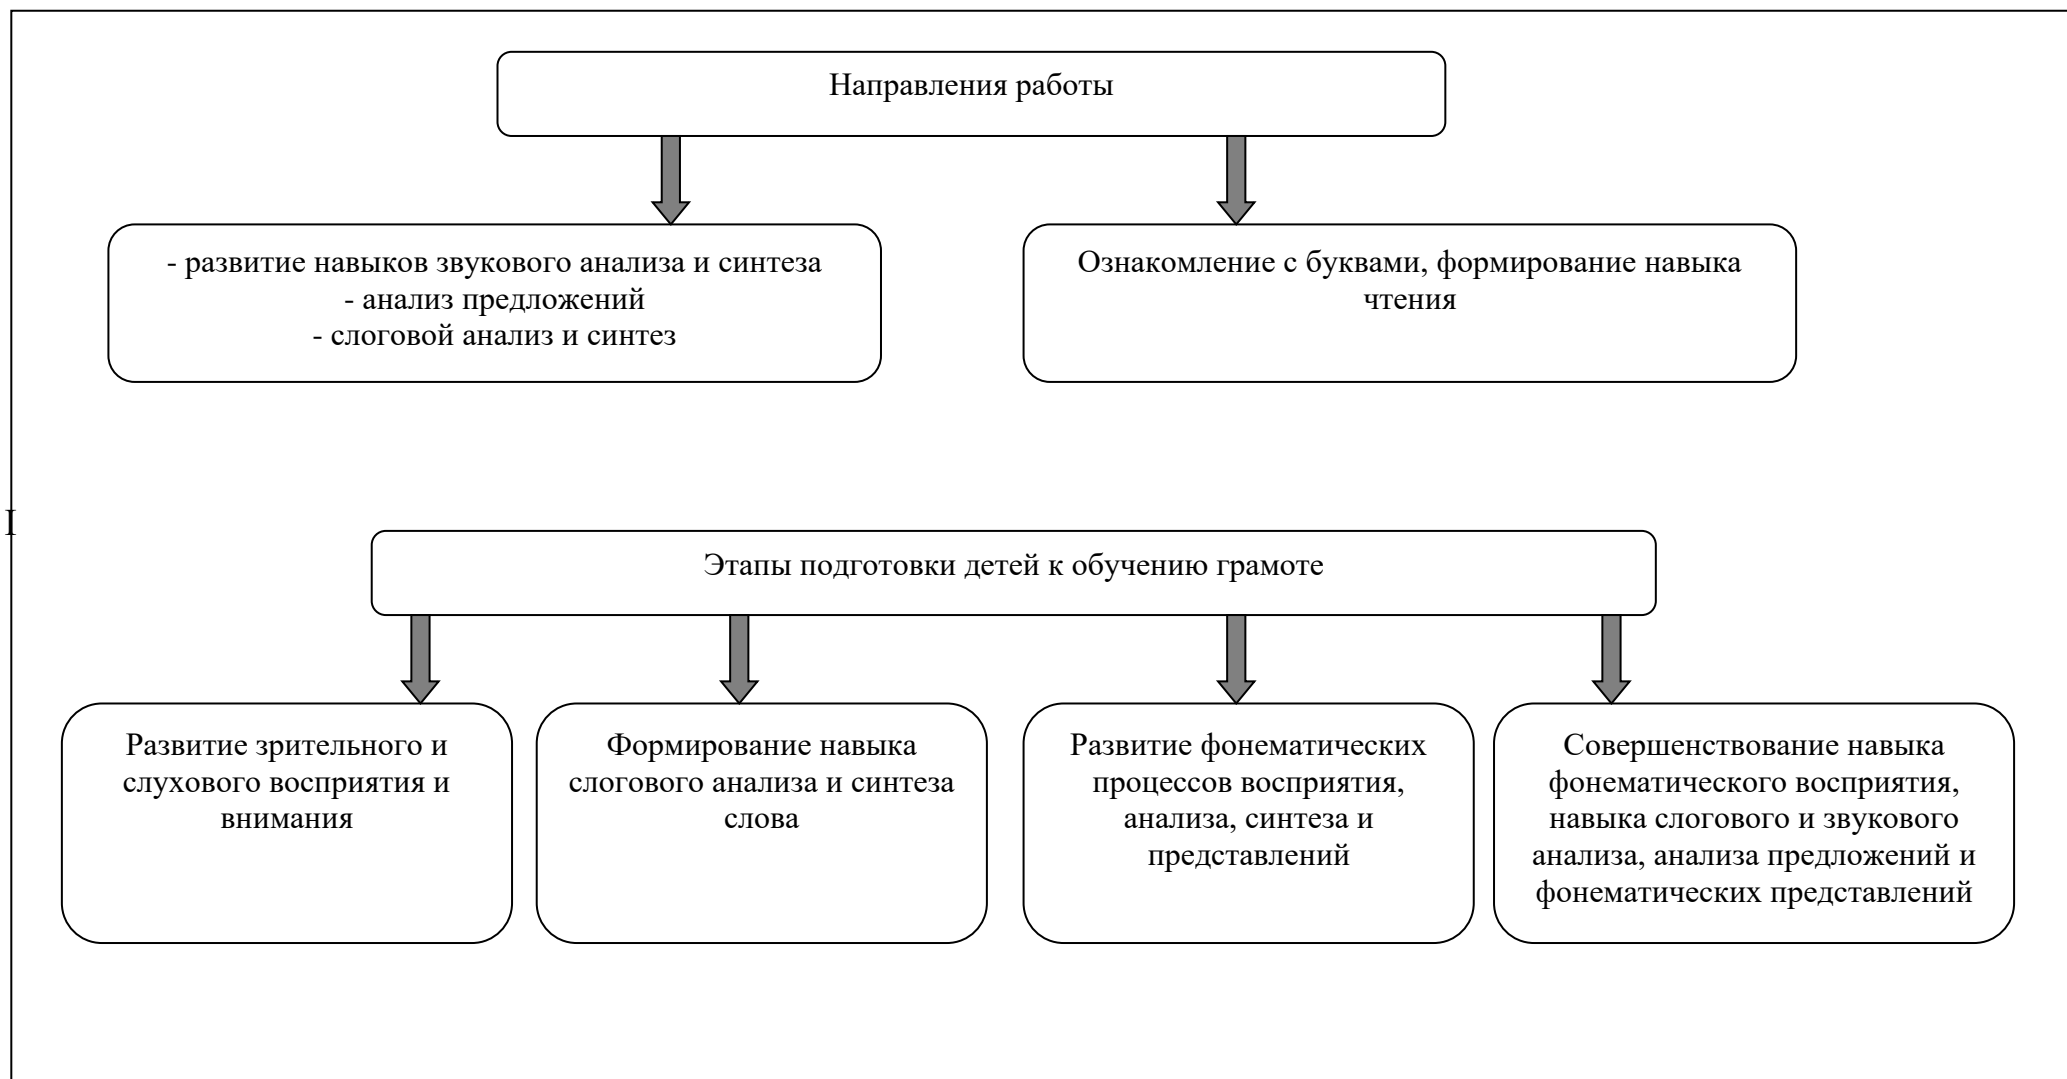 Направления работы
- развитие навыков звукового анализа и синтеза
- анализ предложений
- слоговой анализ и синтез
Ознакомление с буквами, формирование навыка
чтения
I
Этапы подготовки детей к обучению грамоте
Развитие зрительного и
слухового восприятия и
внимания
Формирование навыка
слогового анализа и синтеза
слова
Развитие фонематических
процессов восприятия,
анализа, синтеза и
представлений
Совершенствование навыка
фонематического восприятия,
навыка слогового и звукового
анализа, анализа предложений и
фонематических представлений